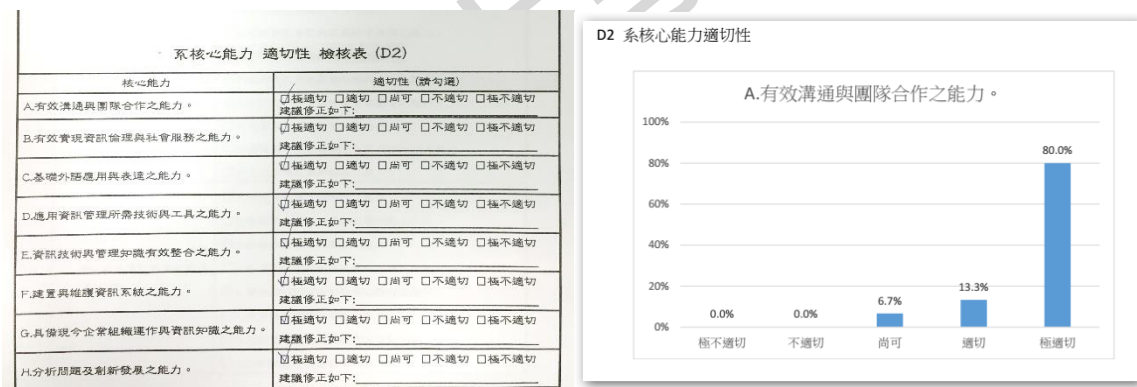 系核心能力 適切性 檢核表 (D2)
核心能力
適切性 (請勾選)
A.有效溝通與團隊合作之能力。
☑極適切 □適切 □尚可 □不適切 □極不適切
建議修正如下:
B.有效實現資訊倫理與社會服務之能力。
☑極適切 □適切 □尚可 □不適切 □極不適切
建議修正如下:
C.基礎外語應用與表達之能力。
☑極適切 □適切 □尚可 □不適切 □極不適切
建議修正如下:
D.應用資訊管理所需技術與工具之能力。
☑極適切 □適切 □尚可 □不適切 □極不適切
建議修正如下:
E.資訊技術與管理知識有效整合之能力。
☑極適切 □適切 □尚可 □不適切 □極不適切
建議修正如下:
F.建置與維護資訊系統之能力。
☑極適切 □適切 □尚可 □不適切 □極不適切
建議修正如下:
G.具備現今企業組織運作與資訊知識之能力。
☑極適切 □適切 □尚可 □不適切 □極不適切
建議修正如下:
H.分析問題及創新發展之能力。
☑極適切 □適切 □尚可 □不適切 □極不適切
建議修正如下:
D2 系核心能力適切性
A.有效溝通與團隊合作之能力。
100%
80%
60%
40%
20%
0%
0.0%
0.0%
6.7%
13.3%
80.0%
極不適切
不適切
尚可
適切
極適切